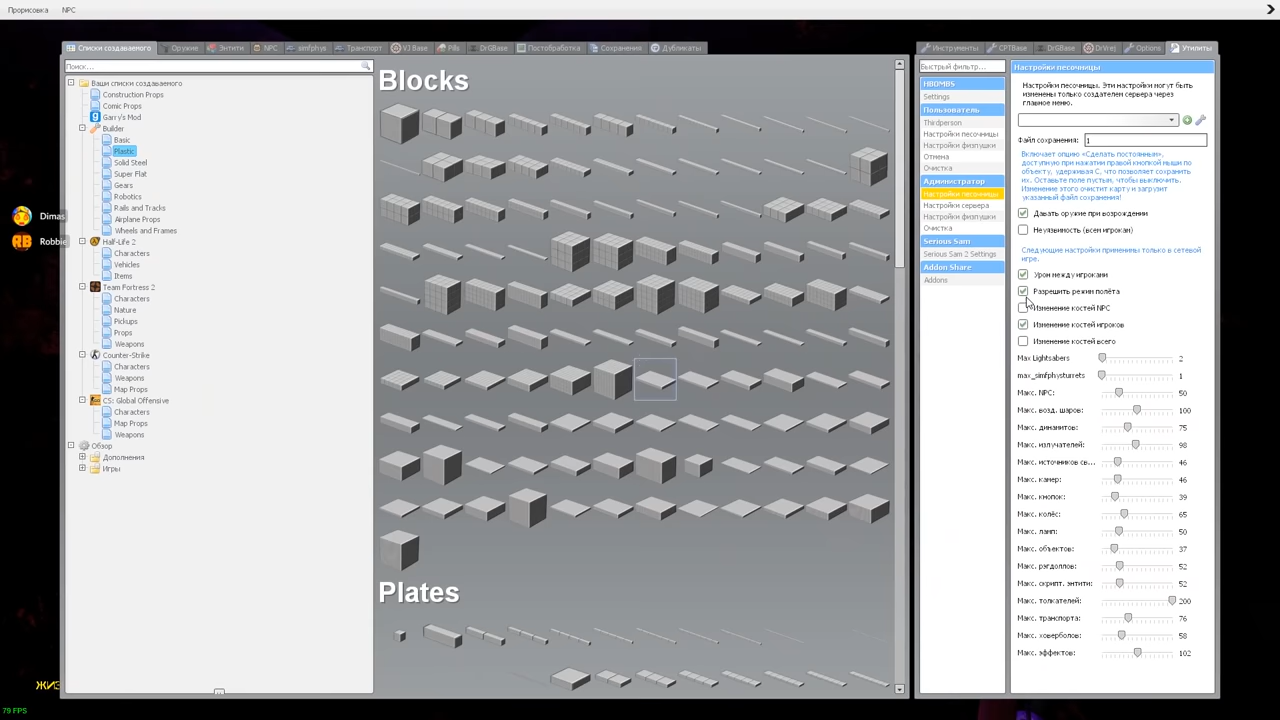 Прорисовка NPC
Списки создаваемого Оружие Энтити NPC simfphys Транспорт VJ Base Pills DrGBase Постобработка Сохранения Дубликаты
Инструменты CPTBase DrGBase DrVrej Options Утилиты
Поиск...
Ваши списки создаваемого
Construction Props
Comic Props
Garry's Mod
Builder
Basic
Plastic
Solid Steel
Super Flat
Gears
Robotics
Rails and Tracks
Airplane Props
Wheels and Frames
Half-Life 2
Characters
Vehicles
Items
Team Fortress 2
Characters
Nature
Pickups
Props
Weapons
Counter-Strike
Characters
Weapons
Map Props
CS: Global Offensive
Characters
Map Props
Weapons
Обзор
Дополнения
Игры
Dimas
Robbie
79 FPS
Blocks
Plates
Быстрый фильтр...
HBOMBS
Settings
Пользователь
Thirdperson
Настройки песочницы
Настройки физпушки
Отмена
Очистка
Администратор
Настройки песочницы
Настройки сервера
Настройки физпушки
Очистка
Serious Sam
Serious Sam 2 Settings
Addon Share
Addons
Настройки песочницы
Настройки песочницы. Эти настройки могут быть
изменены только создателем сервера через
главное меню.
Файл сохранения: 1
Включает опцию «Сделать постоянным»,
доступную при нажатии правой кнопкой мыши по
объекту, удерживая C, что позволяет сохранить
их. Оставьте поле пустым, чтобы выключить.
Изменение этого очистит карту и загрузит
указанный файл сохранения!
Давать оружие при возрождении
Неуязвимость (всем игрокам)
Следующие настройки применимы только в сетевой
игре.
Урон между игроками
Разрешить режим полёта
Изменение костей NPC
Изменение костей игроков
Изменение костей всего
Max Lightsabers 2
max_simfphysturrets 1
Макс. NPC: 50
Макс. возд. шаров: 100
Макс. динамитов: 75
Макс. излучателей: 98
Макс. источников св... 46
Макс. камер: 46
Макс. кнопок: 39
Макс. колёс: 65
Макс. ламп: 50
Макс. объектов: 37
Макс. рэгдоллов: 52
Макс. скрипт. энтити: 52
Макс. толкателей: 200
Макс. транспорта: 76
Макс. ховерболов: 58
Макс. эффектов: 102